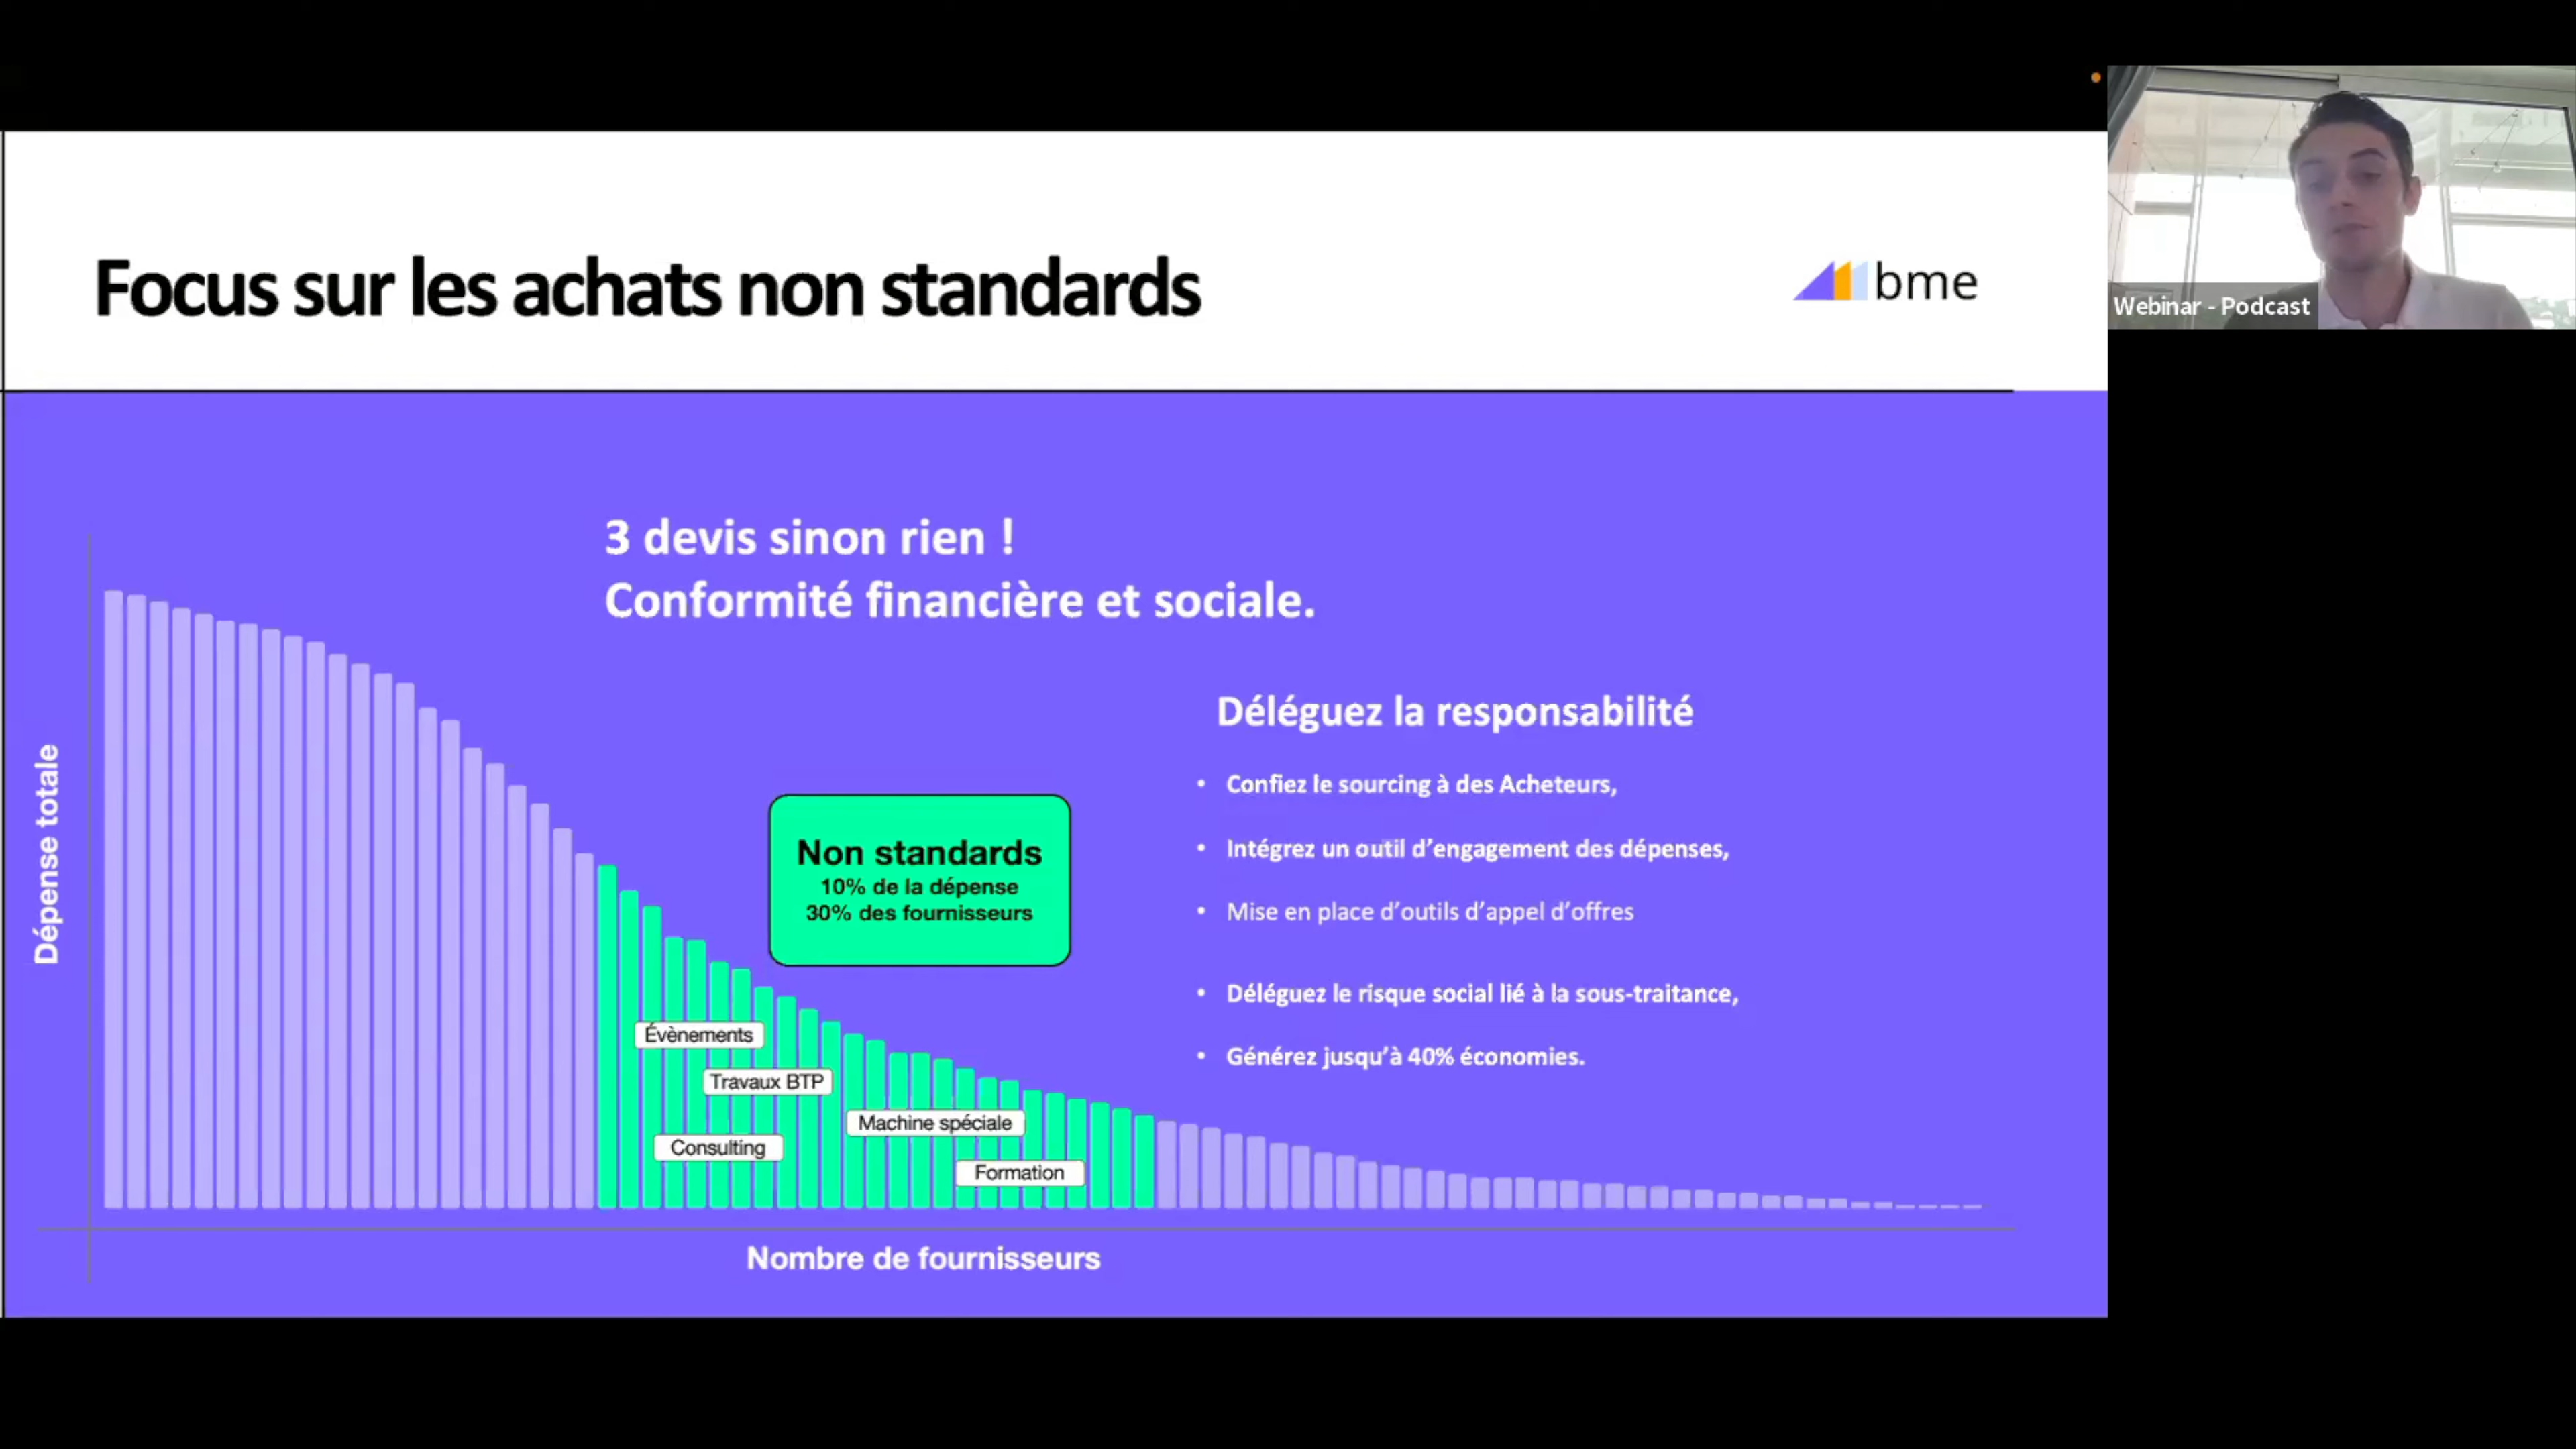 Focus sur les achats non standards
bme
Webinar - Podcast
3 devis sinon rien !
Conformité financière et sociale.
Déléguez la responsabilité
• Confiez le sourcing à des Acheteurs,
• Intégrez un outil d’engagement des dépenses,
• Mise en place d’outils d’appel d’offres
• Déléguez le risque social lié à la sous-traitance,
• Générez jusqu’à 40% économies.
Non standards
10% de la dépense
30% des fournisseurs
Dépense totale
Évènements
Travaux BTP
Machine spéciale
Consulting
Formation
Nombre de fournisseurs